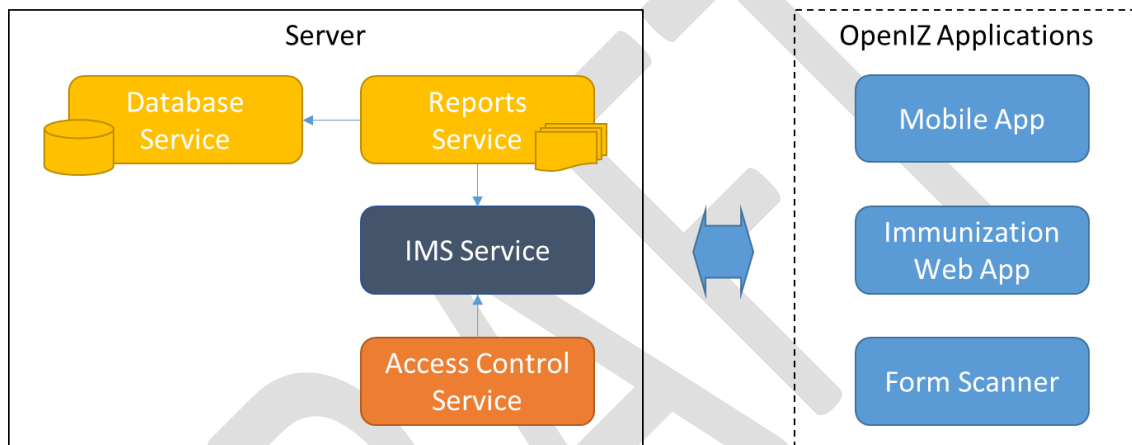 Server
Database
Service
Reports
Service
IMS Service
Access Control
Service
OpenIZ Applications
Mobile App
Immunization
Web App
Form Scanner
DRAFT